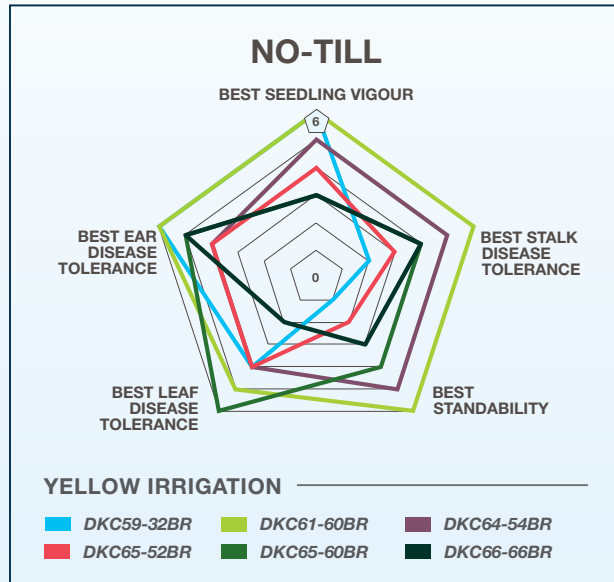 NO-TILL
BEST SEEDLING VIGOUR
6
BEST EAR
DISEASE
TOLERANCE
BEST STALK
DISEASE
TOLERANCE
0
BEST LEAF
DISEASE
TOLERANCE
BEST
STANDABILITY
YELLOW IRRIGATION
DKC59-32BR DKC61-60BR DKC64-54BR
DKC65-52BR DKC65-60BR DKC66-66BR